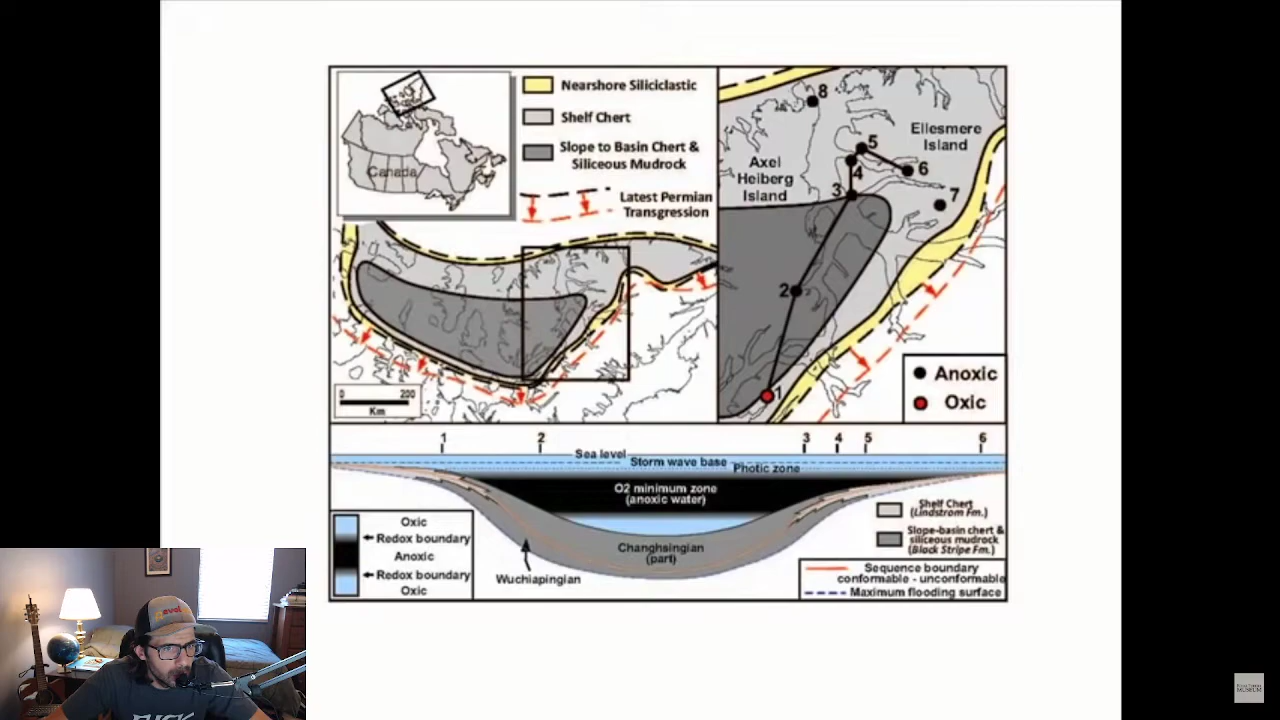 Canada
Nearshore Siliciclastic
Shelf Chert
Slope to Basin Chert &
Siliceous Mudrock
Latest Permian
Transgression
0 200
Km
8
Ellesmere
Island
5
Axel
Heiberg
Island
4
6
3
7
2
1
Anoxic
Oxic
1 2 3 4 5 6
Sea level
Storm wave base
Photic zone
O2 minimum zone
(anoxic water)
Changhsingian
(part)
Wuchiapingian
Oxic
Redox boundary
Anoxic
Redox boundary
Oxic
Shelf Chert
(Lindstrom Fm.)
Slope-basin chert &
siliceous mudrock
(Black Stripe Fm.)
Sequence boundary
conformable - unconformable
Maximum flooding surface
MUSEUM